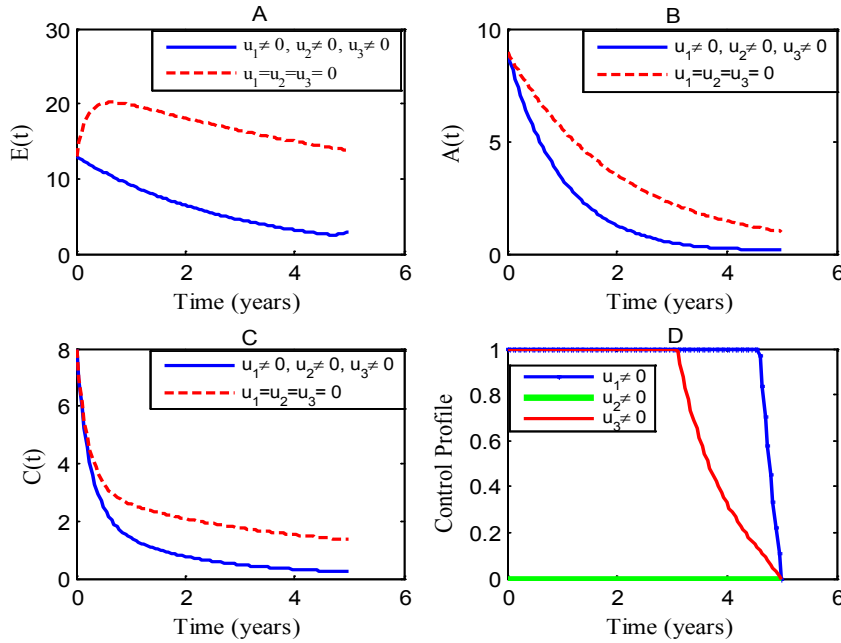 A
30
20
10
0
E(t)
u1≠ 0, u2≠ 0, u3≠ 0
u1=u2=u3= 0
0 2 4 6
Time (years)
B
10
5
0
A(t)
u1≠ 0, u2≠ 0, u3≠ 0
u1=u2=u3= 0
0 2 4 6
Time (years)
C
8
6
4
2
0
C(t)
u1≠ 0, u2≠ 0, u3≠ 0
u1=u2=u3= 0
0 2 4 6
Time (years)
D
1
0.8
0.6
0.4
0.2
0
Control Profile
u1≠ 0
u2≠ 0
u3≠ 0
0 2 4 6
Time (years)